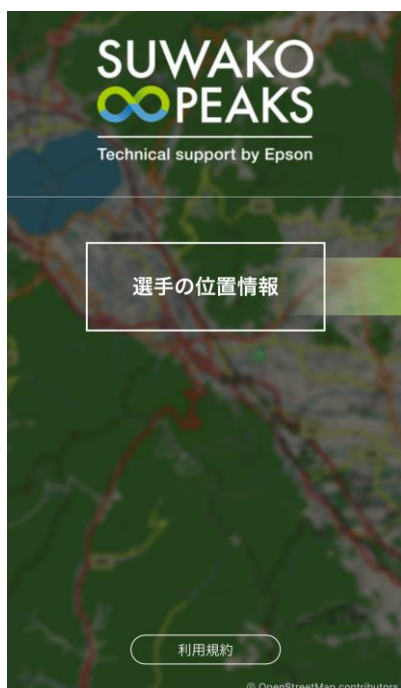 SUWAKO
PEAKS
Technical support by Epson
選手の位置情報
利用規約
© OpenStreetMap contributors